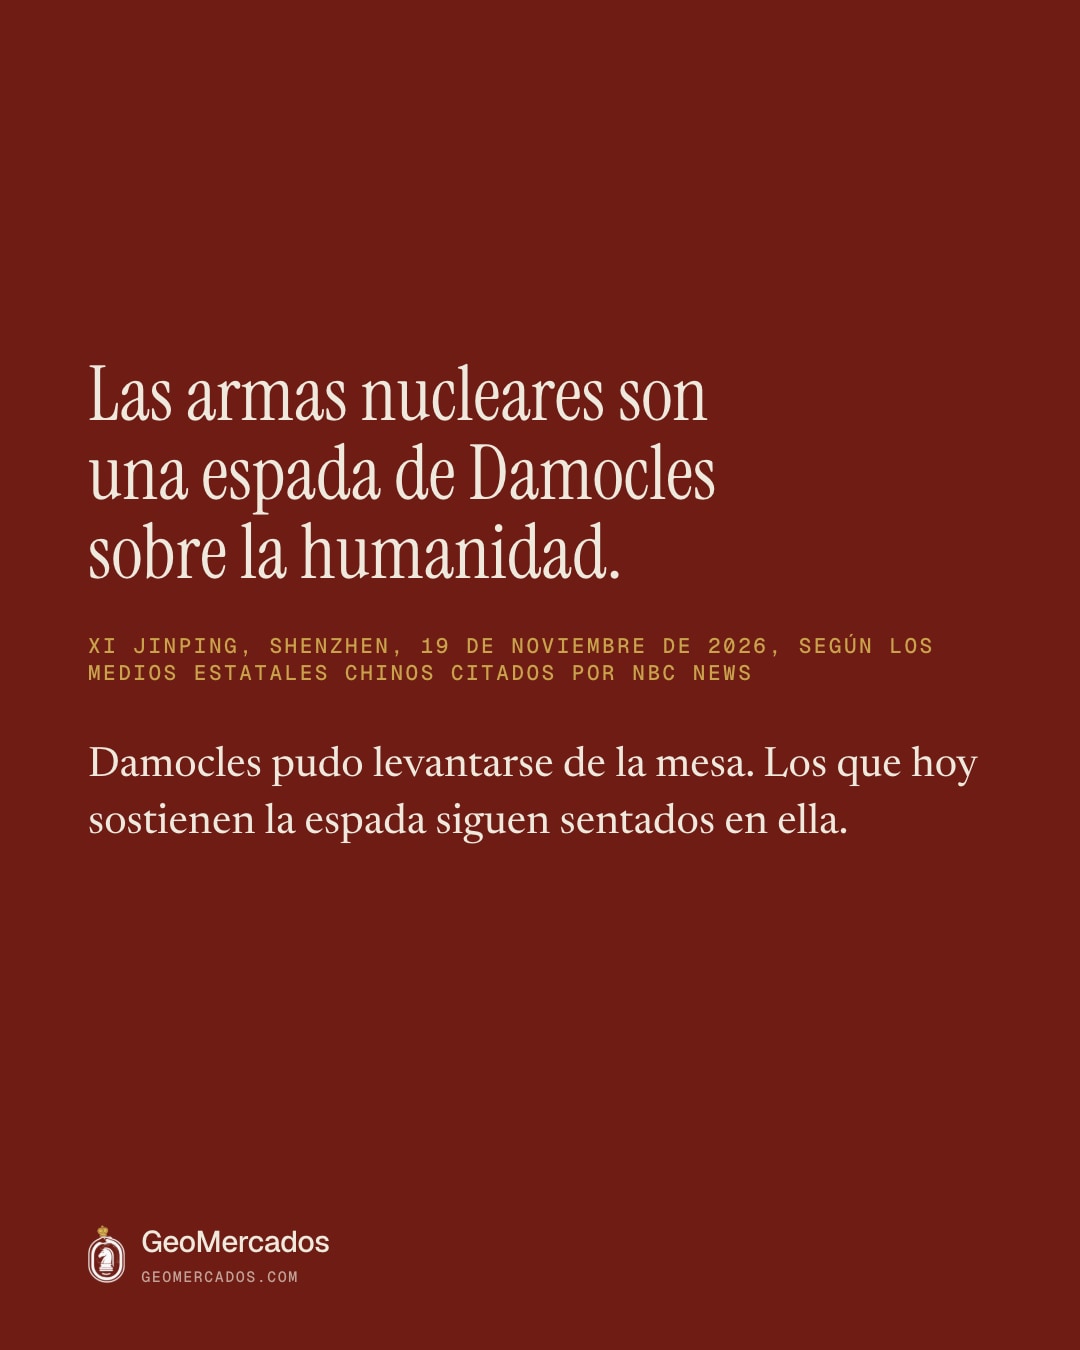 Las armas nucleares son
una espada de Damocles
sobre la humanidad.
XI JINPING, SHENZHEN, 19 DE NOVIEMBRE DE 2026, SEGÚN LOS
MEDIOS ESTATALES CHINOS CITADOS POR NBC NEWS
Damocles pudo levantarse de la mesa. Los que hoy
sostienen la espada siguen sentados en ella.
GeoMercados
GEOMERCADOS.COM